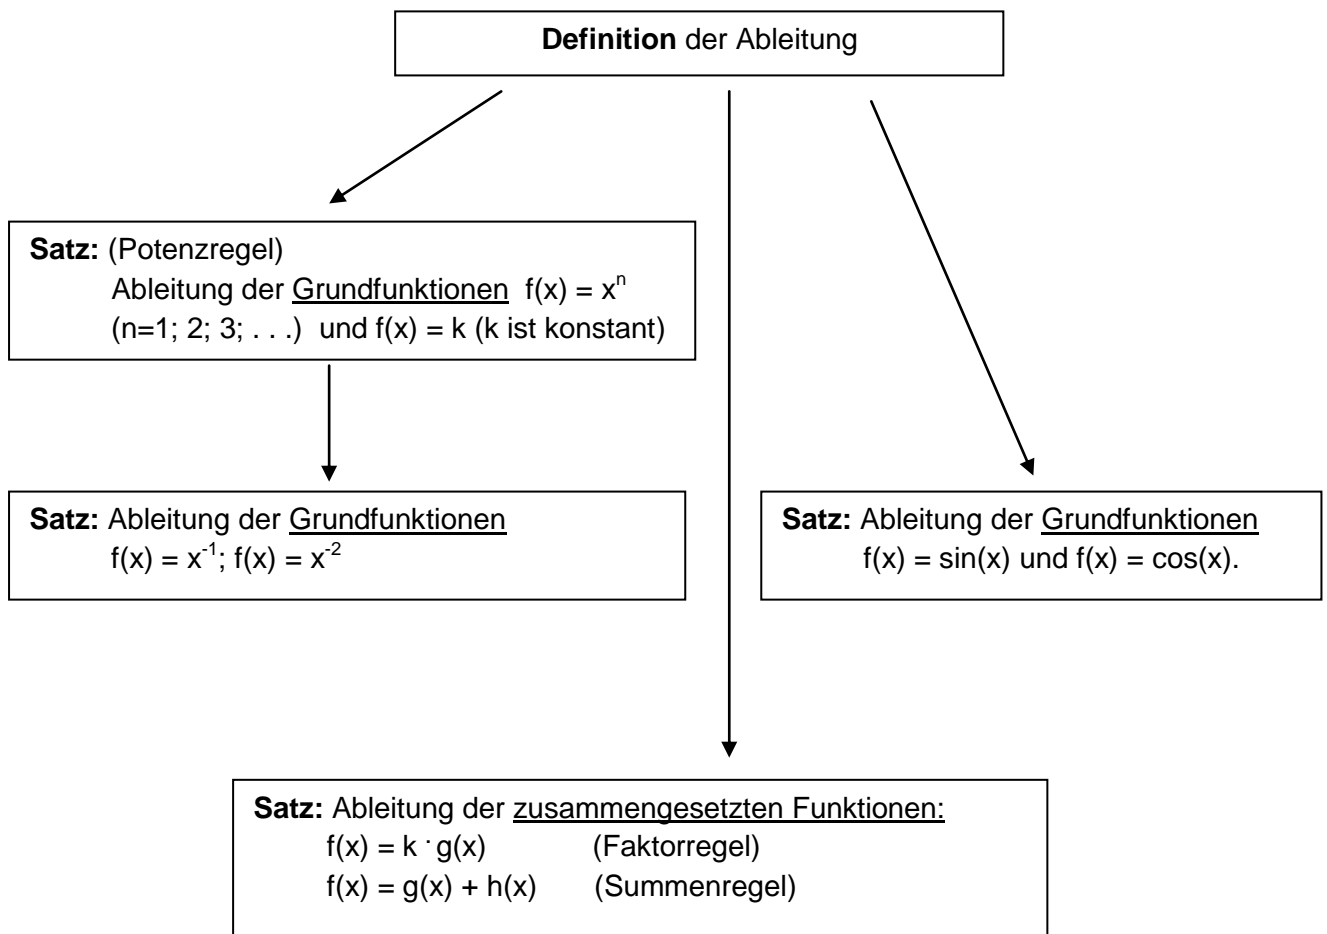 Definition der Ableitung
Satz: (Potenzregel)
Ableitung der Grundfunktionen f(x) = xⁿ
(n=1; 2; 3; . . .) und f(x) = k (k ist konstant)
Satz: Ableitung der Grundfunktionen
f(x) = x⁻¹; f(x) = x⁻²
Satz: Ableitung der Grundfunktionen
f(x) = sin(x) und f(x) = cos(x).
Satz: Ableitung der zusammengesetzten Funktionen:
f(x) = k · g(x) (Faktorregel)
f(x) = g(x) + h(x) (Summenregel)